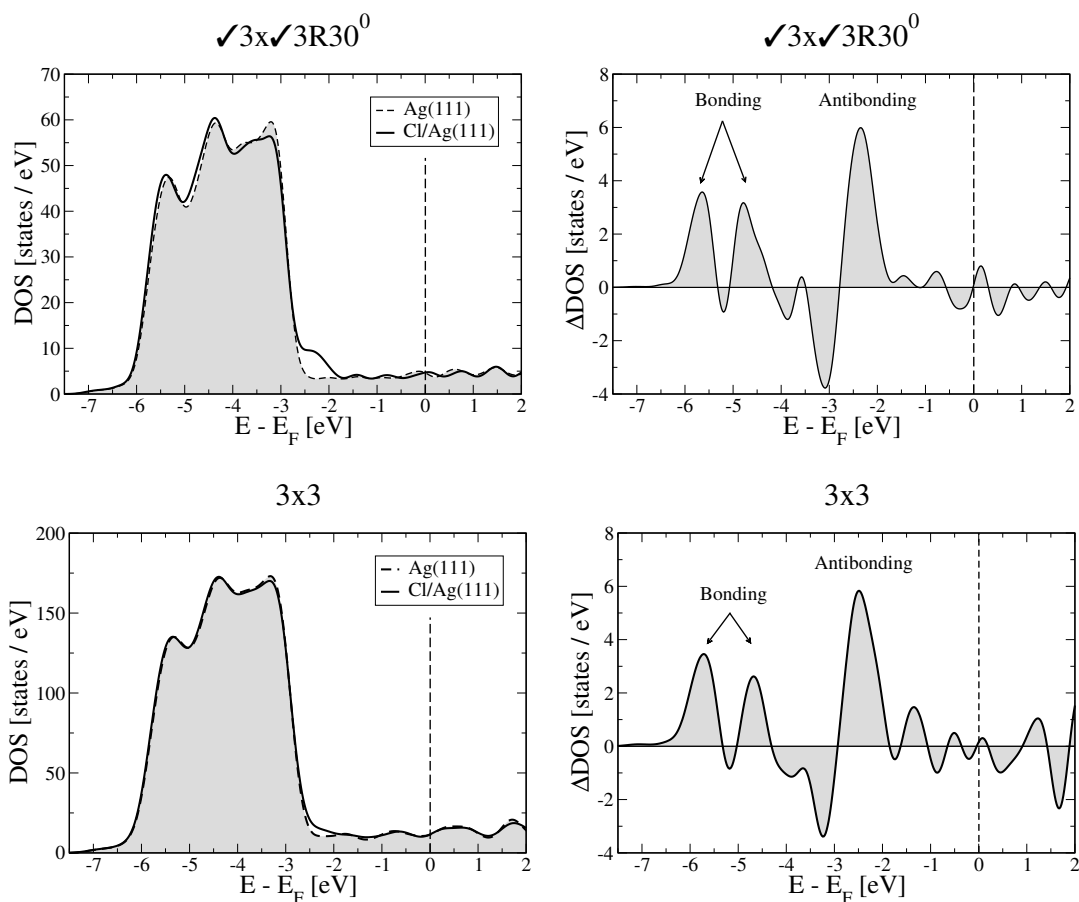 ✓3x✓3R30⁰
70
60
50
40
30
20
10
0
DOS [states / eV]
Ag(111)
Cl/Ag(111)
-7 -6 -5 -4 -3 -2 -1 0 1 2
E - E_F [eV]
✓3x✓3R30⁰
8
6
4
2
0
-2
-4
ΔDOS [states / eV]
Bonding
Antibonding
-7 -6 -5 -4 -3 -2 -1 0 1 2
E - E_F [eV]
3x3
200
150
100
50
0
DOS [states / eV]
Ag(111)
Cl/Ag(111)
-7 -6 -5 -4 -3 -2 -1 0 1 2
E - E_F [eV]
3x3
8
6
4
2
0
-2
-4
ΔDOS [states / eV]
Antibonding
Bonding
-7 -6 -5 -4 -3 -2 -1 0 1 2
E - E_F [eV]